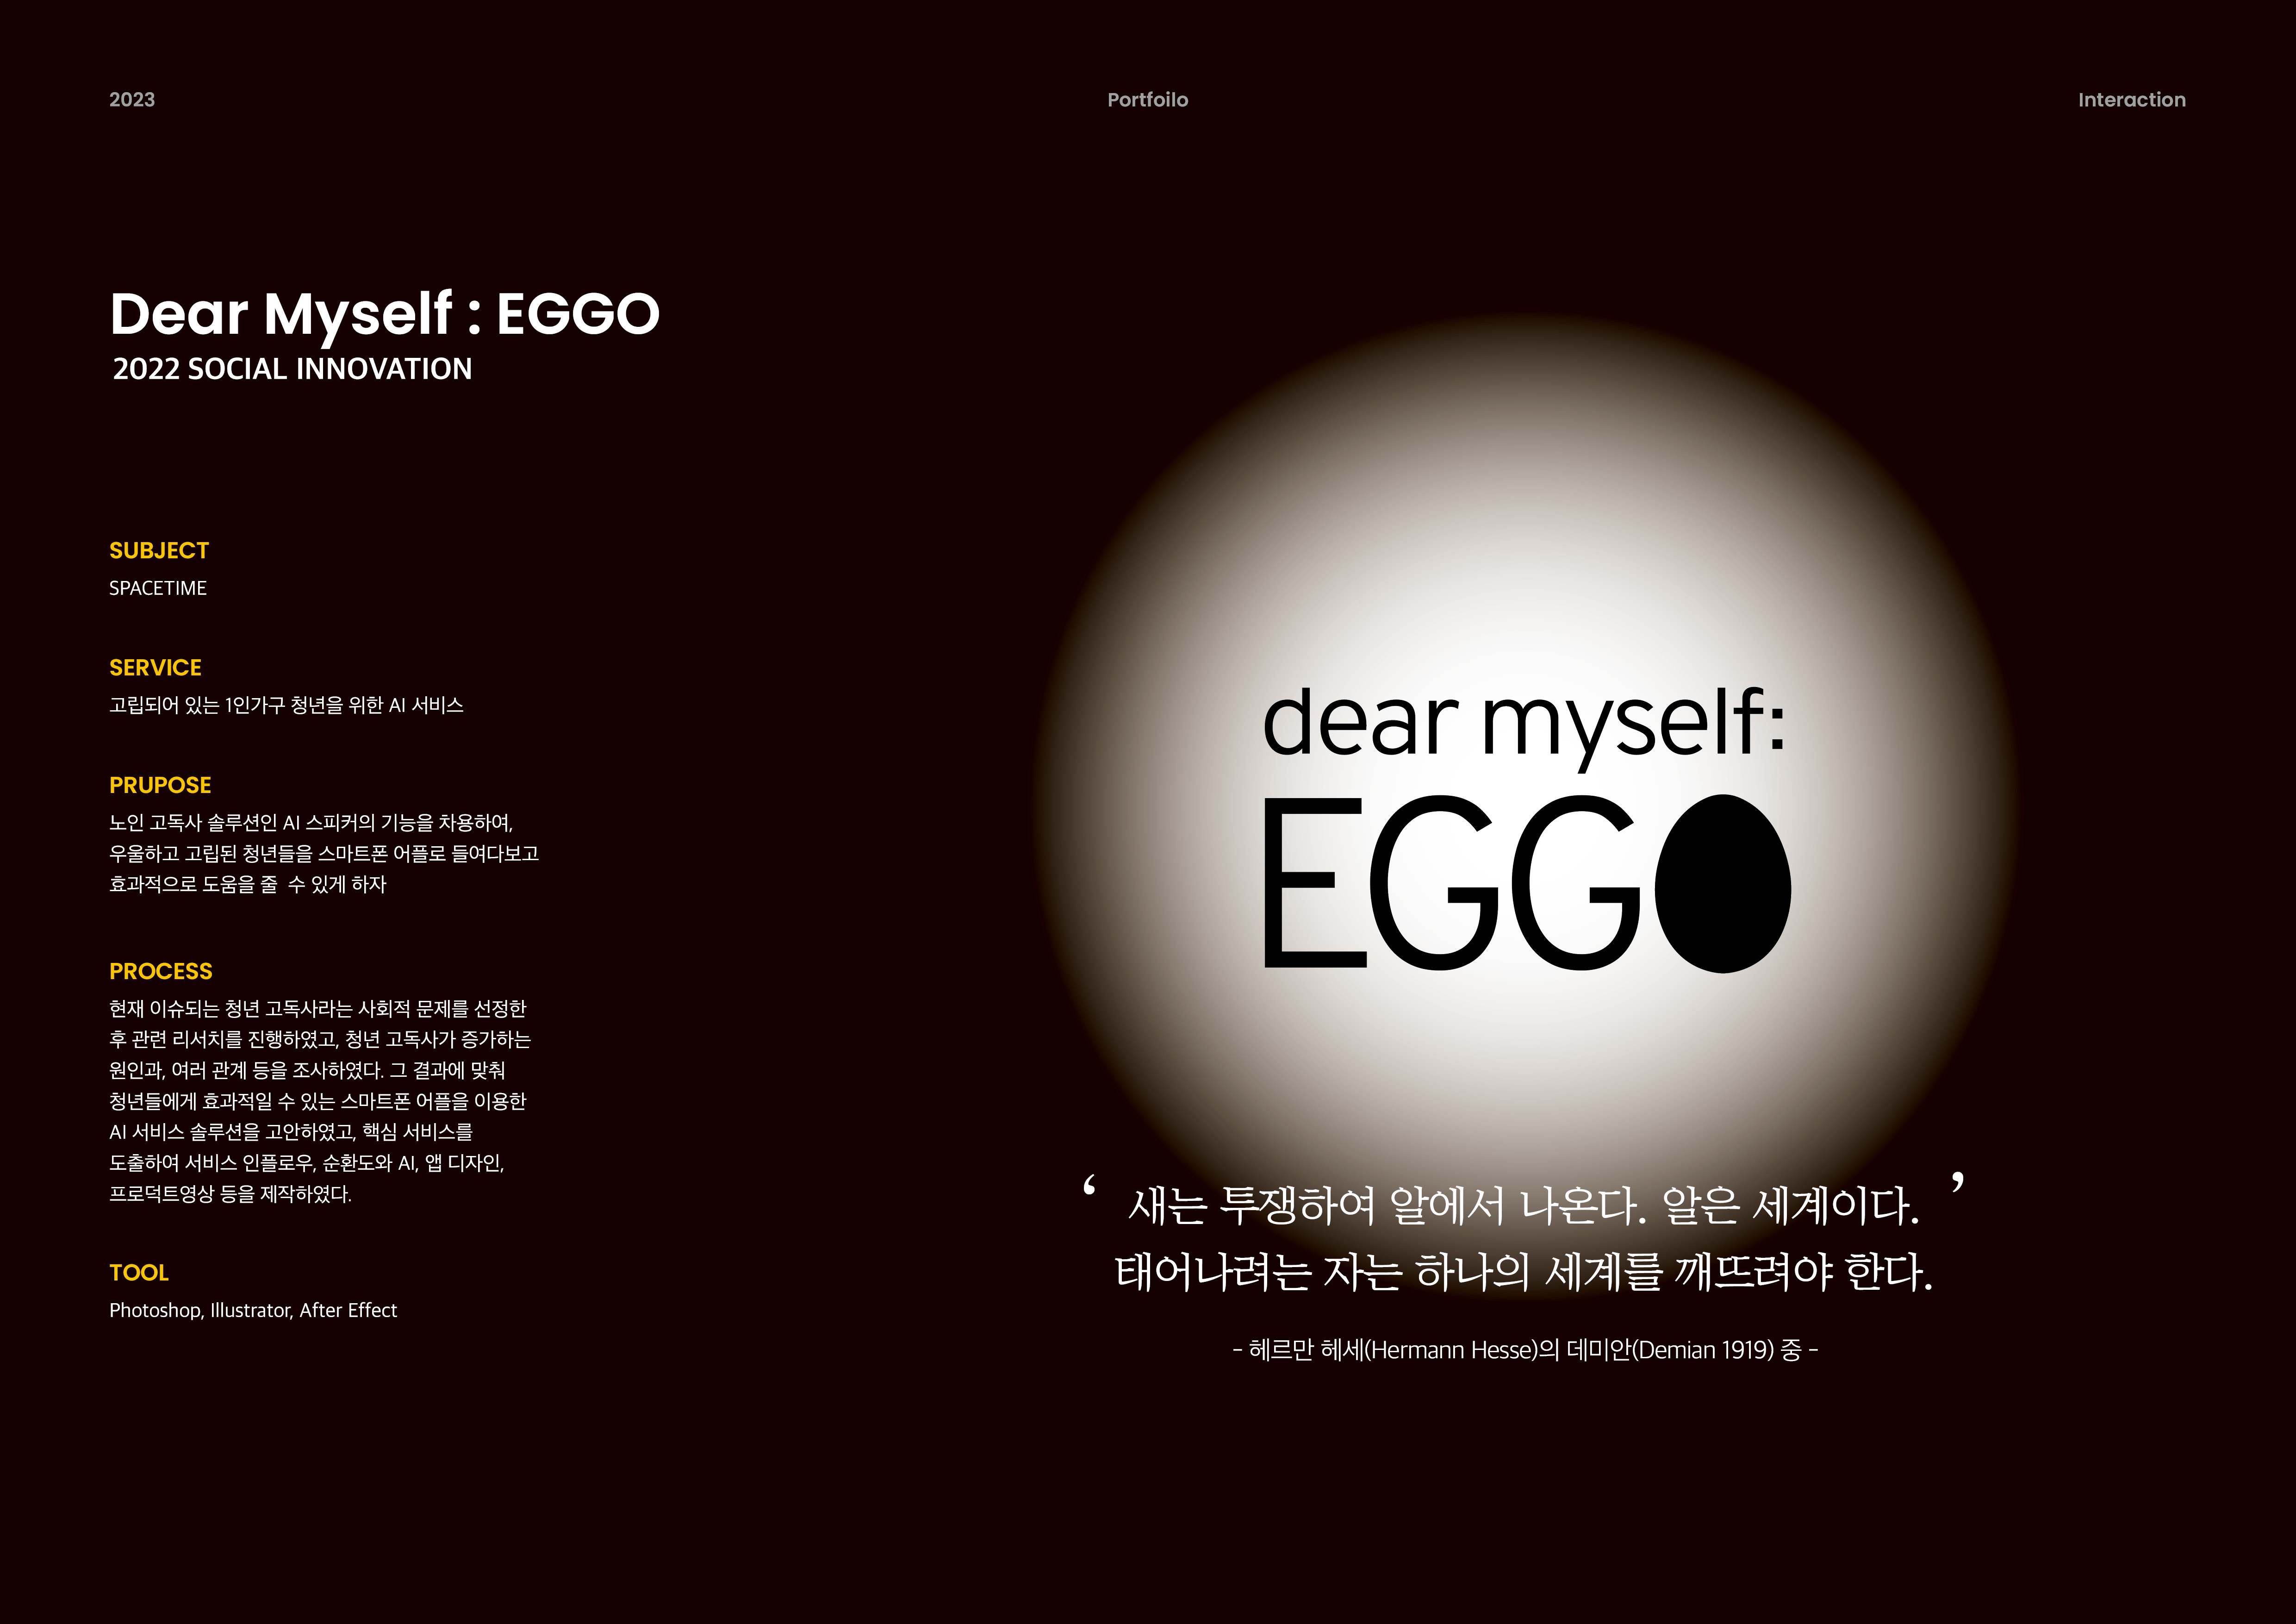 2023
Portfoilo
Interaction
Dear Myself : EGGO
2022 SOCIAL INNOVATION
SUBJECT
SPACETIME
SERVICE
고립되어 있는 1인가구 청년을 위한 AI 서비스
PRUPOSE
노인 고독사 솔루션인 AI 스피커의 기능을 차용하여,
우울하고 고립된 청년들을 스마트폰 어플로 들여다보고
효과적으로 도움을 줄 수 있게 하자
PROCESS
현재 이슈되는 청년 고독사라는 사회적 문제를 선정한
후 관련 리서치를 진행하였고, 청년 고독사가 증가하는
원인과, 여러 관계 등을 조사하였다. 그 결과에 맞춰
청년들에게 효과적일 수 있는 스마트폰 어플을 이용한
AI 서비스 솔루션을 고안하였고, 핵심 서비스를
도출하여 서비스 인플로우, 순환도와 AI, 앱 디자인,
프로덕트영상 등을 제작하였다.
TOOL
Photoshop, Illustrator, After Effect
dear myself:
EGGO
‘ 새는 투쟁하여 알에서 나온다. 알은 세계이다. ’
태어나려는 자는 하나의 세계를 깨뜨려야 한다.
- 헤르만 헤세(Hermann Hesse)의 데미안(Demian 1919) 중 -